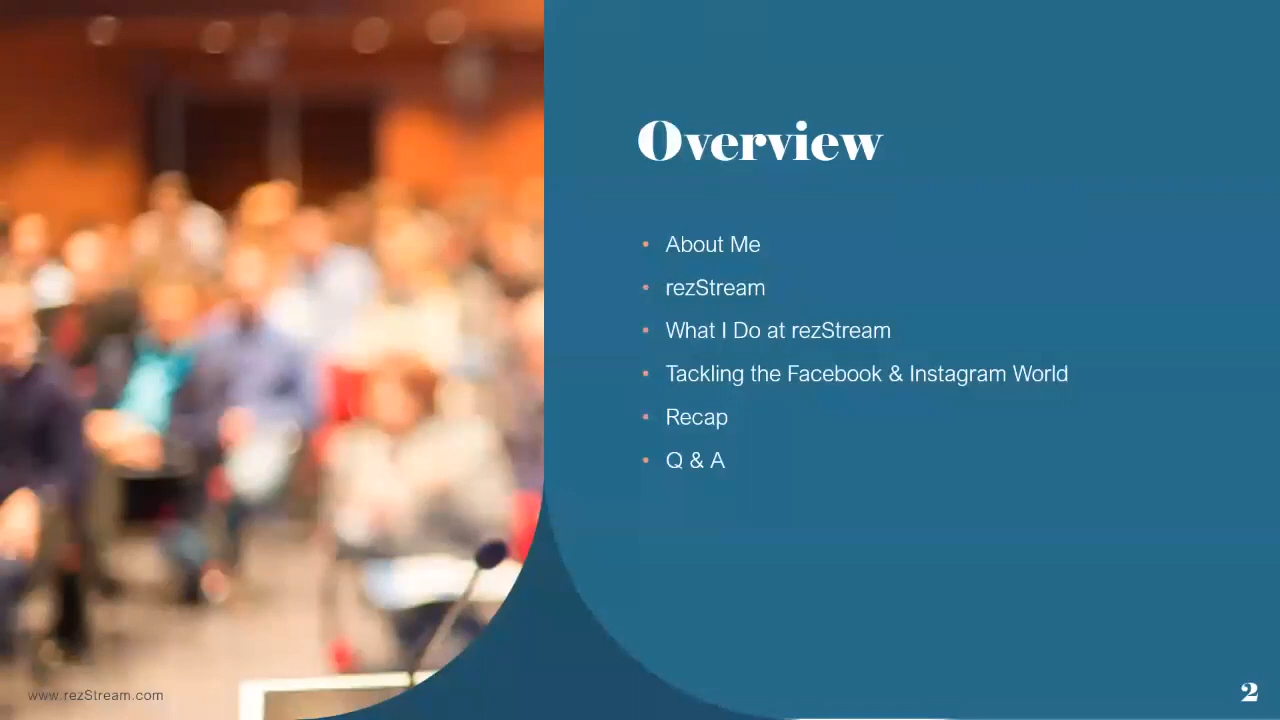 Overview
• About Me
• rezStream
• What I Do at rezStream
• Tackling the Facebook & Instagram World
• Recap
• Q & A
www.rezStream.com
2